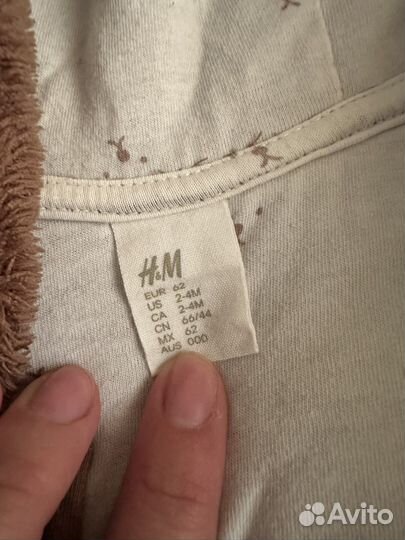 H&M
EUR 62
US 2-4M
CA 2-4M
CN 66/44
MX 62
AUS 000
Avito